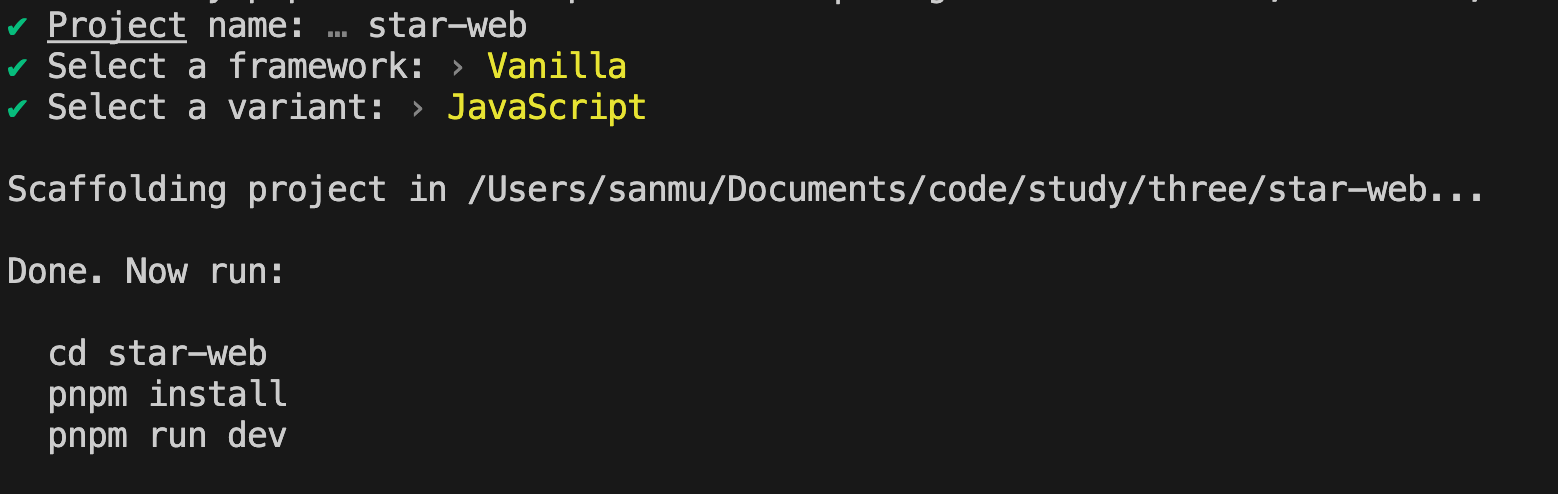 ✔ Project name: … star-web
✔ Select a framework: › Vanilla
✔ Select a variant: › JavaScript
Scaffolding project in /Users/sanmu/Documents/code/study/three/star-web...
Done. Now run:
cd star-web
pnpm install
pnpm run dev